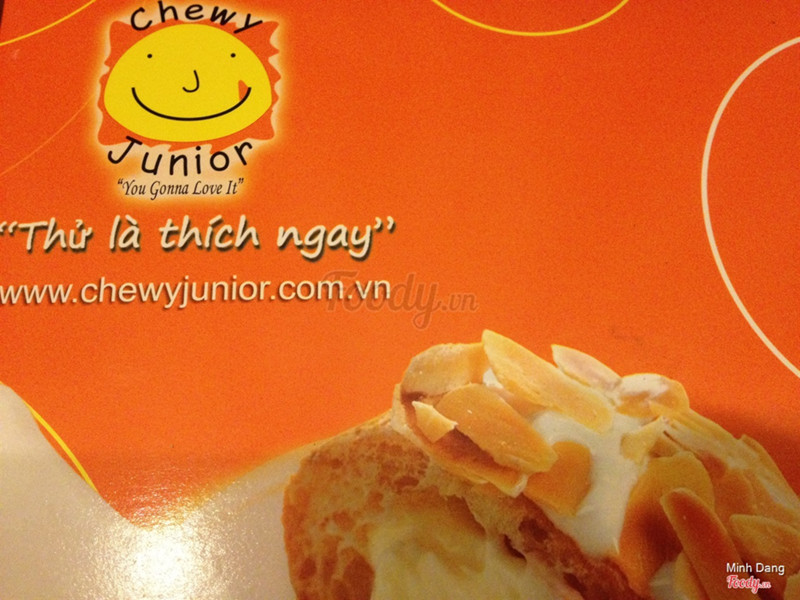 Chewy
Junior
"You Gonna Love It"
"Thử là thích ngay"
www.chewyjunior.com.vn
Foody.vn
Minh Dang
Foody.vn